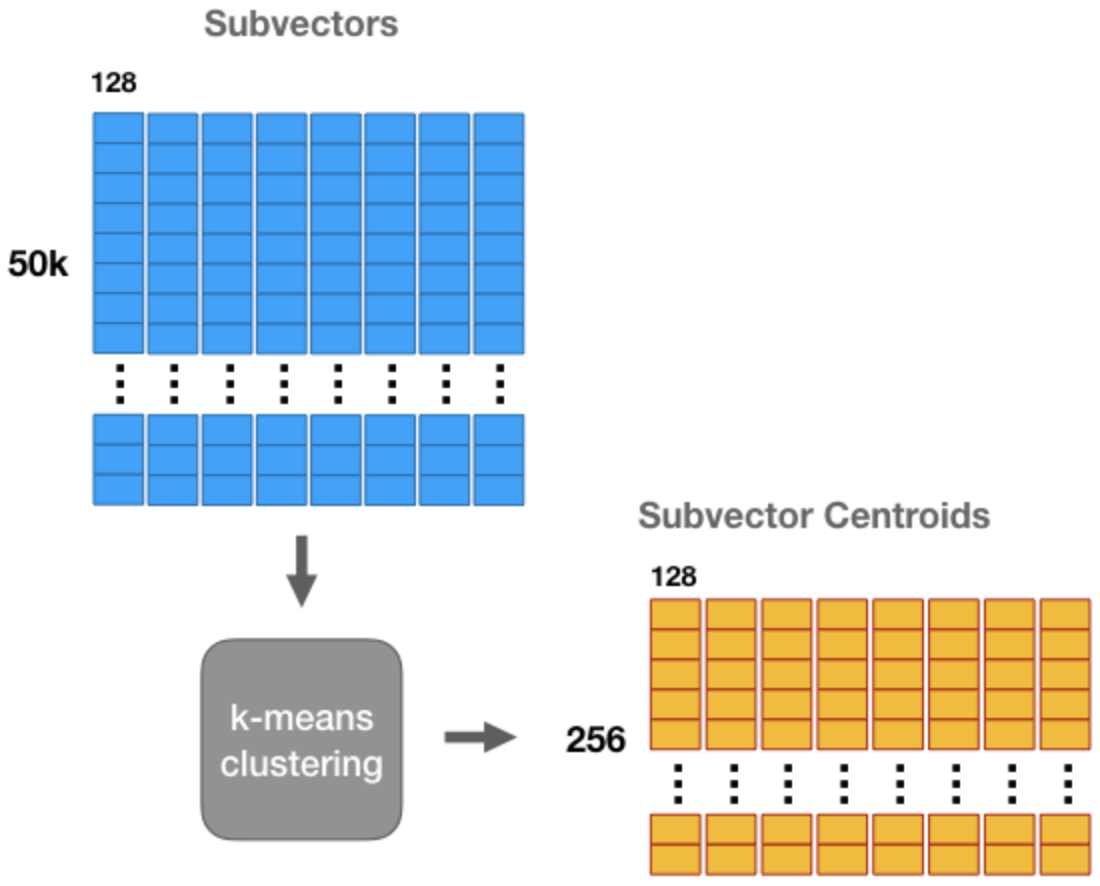 Subvectors
128
50k
k-means
clustering
Subvector Centroids
128
256